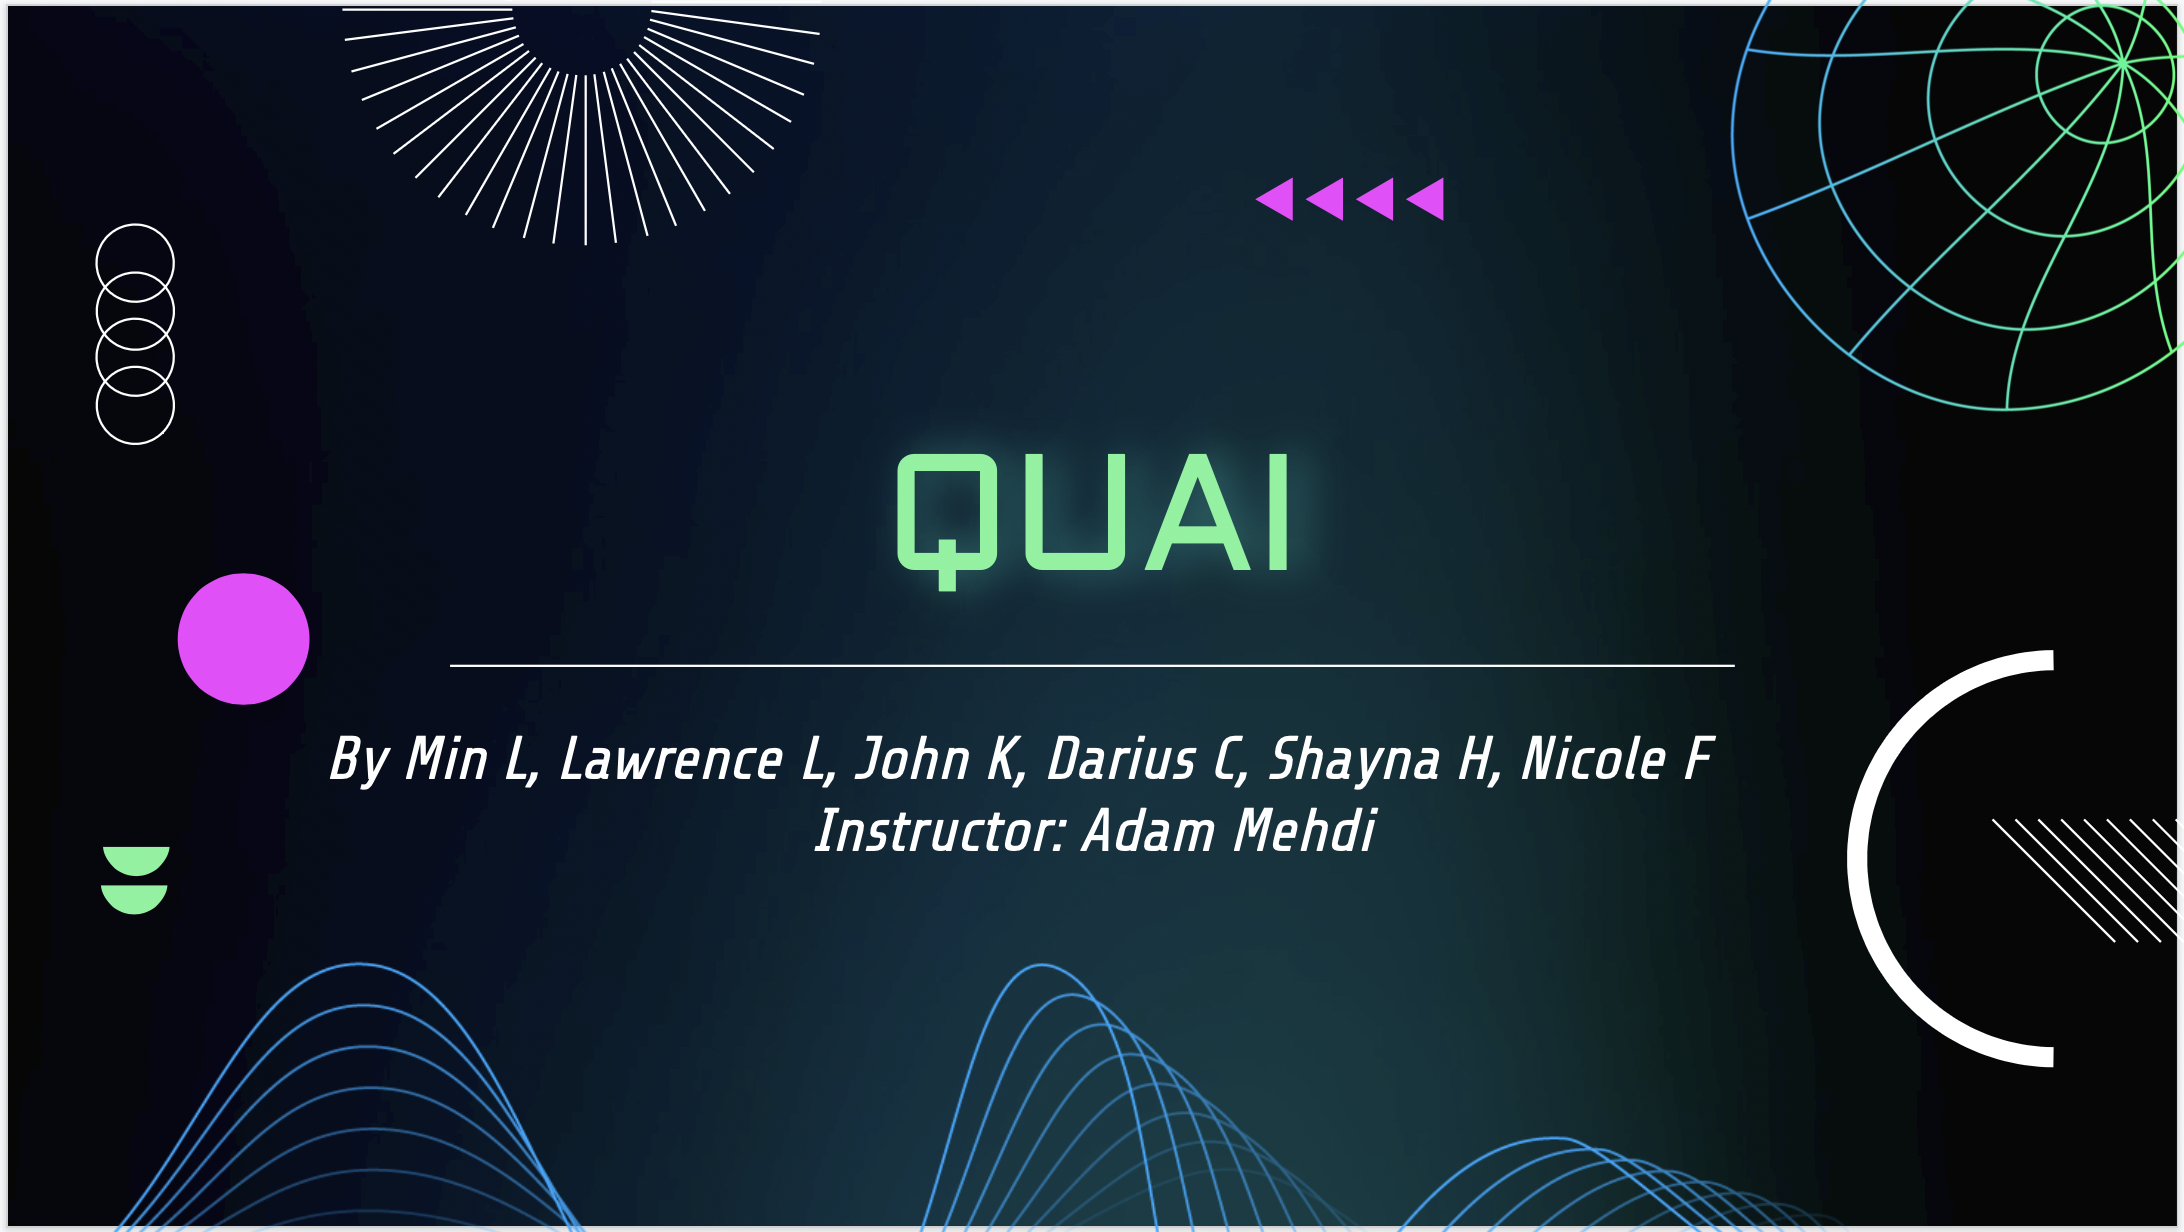 QUAI
By Min L, Lawrence L, John K, Darius C, Shayna H, Nicole F
Instructor: Adam Mehdi